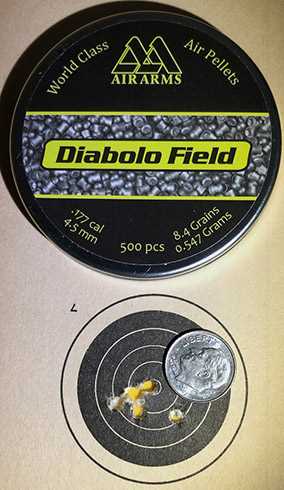 World Class
AIR ARMS
Air Pellets
Diabolo Field
.177 cal
4.5 mm
500 pcs
8.4 Grains
0.547 Grams
LIBERTY